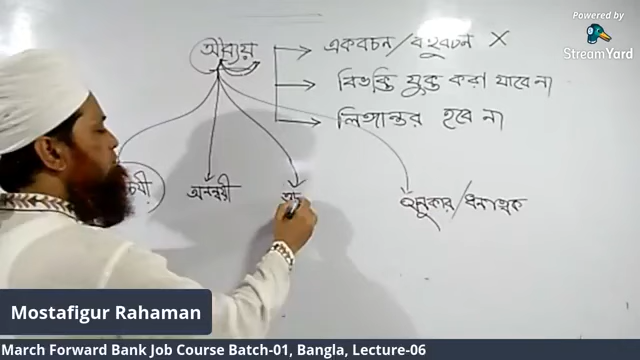 Powered by
StreamYard
অব্যয়
একবচন / বহুবচন X
বিভক্তি যুক্ত করা যাবে না
লিঙ্গান্তর হবে না
অনন্বয়ী
অনুকার / ধনাত্মক
Mostafigur Rahaman
March Forward Bank Job Course Batch-01, Bangla, Lecture-06